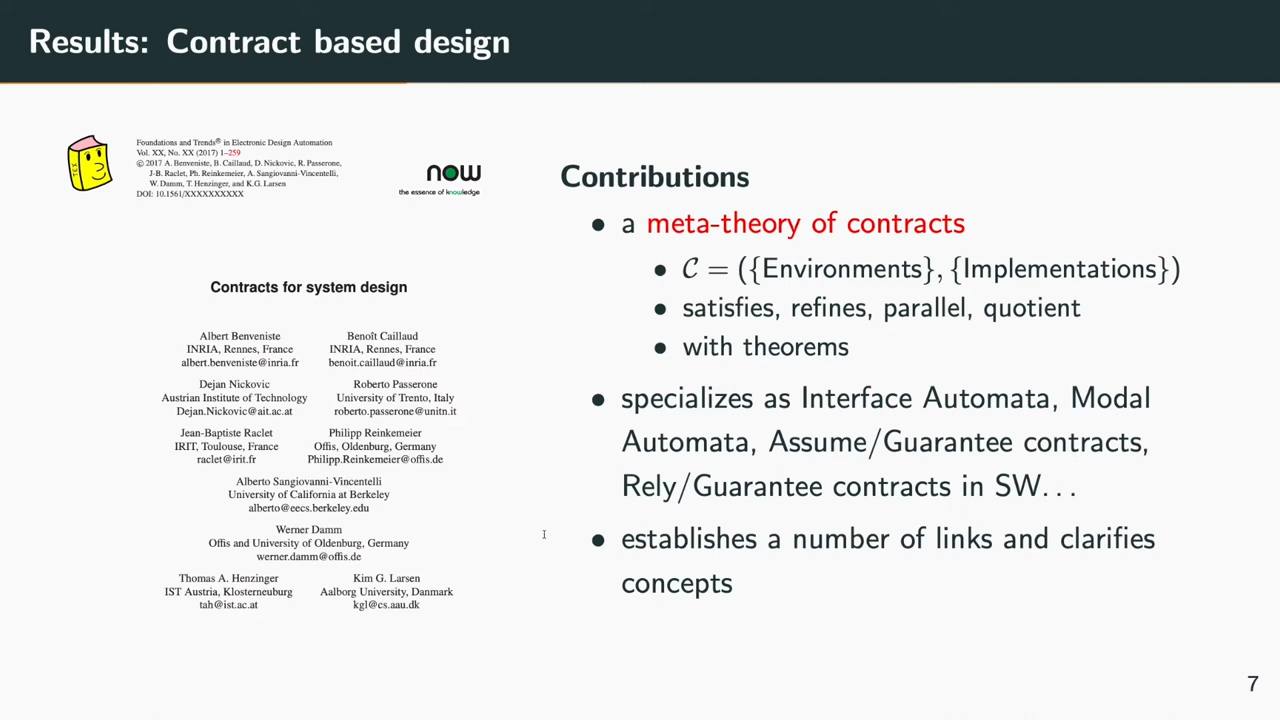 Results: Contract based design
Foundations and Trends® in Electronic Design Automation
Vol. XX, No. XX (2017) 1–259
© 2017 A. Benveniste, B. Caillaud, D. Nickovic, R. Passerone,
J-B. Raclet, Ph. Reinkemeier, A. Sangiovanni-Vincentelli,
W. Damm, T. Henzinger, and K.G. Larsen
DOI: 10.1561/XXXXXXXXXX
now
the essence of knowledge
Contracts for system design
Albert Benveniste
INRIA, Rennes, France
albert.benveniste@inria.fr
Benoît Caillaud
INRIA, Rennes, France
benoit.caillaud@inria.fr
Dejan Nickovic
Austrian Institute of Technology
Dejan.Nickovic@ait.ac.at
Roberto Passerone
University of Trento, Italy
roberto.passerone@unitn.it
Jean-Baptiste Raclet
IRIT, Toulouse, France
raclet@irit.fr
Philipp Reinkemeier
Offis, Oldenburg, Germany
Philipp.Reinkemeier@offis.de
Alberto Sangiovanni-Vincentelli
University of California at Berkeley
alberto@eecs.berkeley.edu
Werner Damm
Offis and University of Oldenburg, Germany
werner.damm@offis.de
Thomas A. Henzinger
IST Austria, Klosterneuburg
tah@ist.ac.at
Kim G. Larsen
Aalborg University, Danmark
kgl@cs.aau.dk
Contributions
• a meta-theory of contracts
• 𝒞 = ({Environments}, {Implementations})
• satisfies, refines, parallel, quotient
• with theorems
• specializes as Interface Automata, Modal
Automata, Assume/Guarantee contracts,
Rely/Guarantee contracts in SW...
• establishes a number of links and clarifies
concepts
7